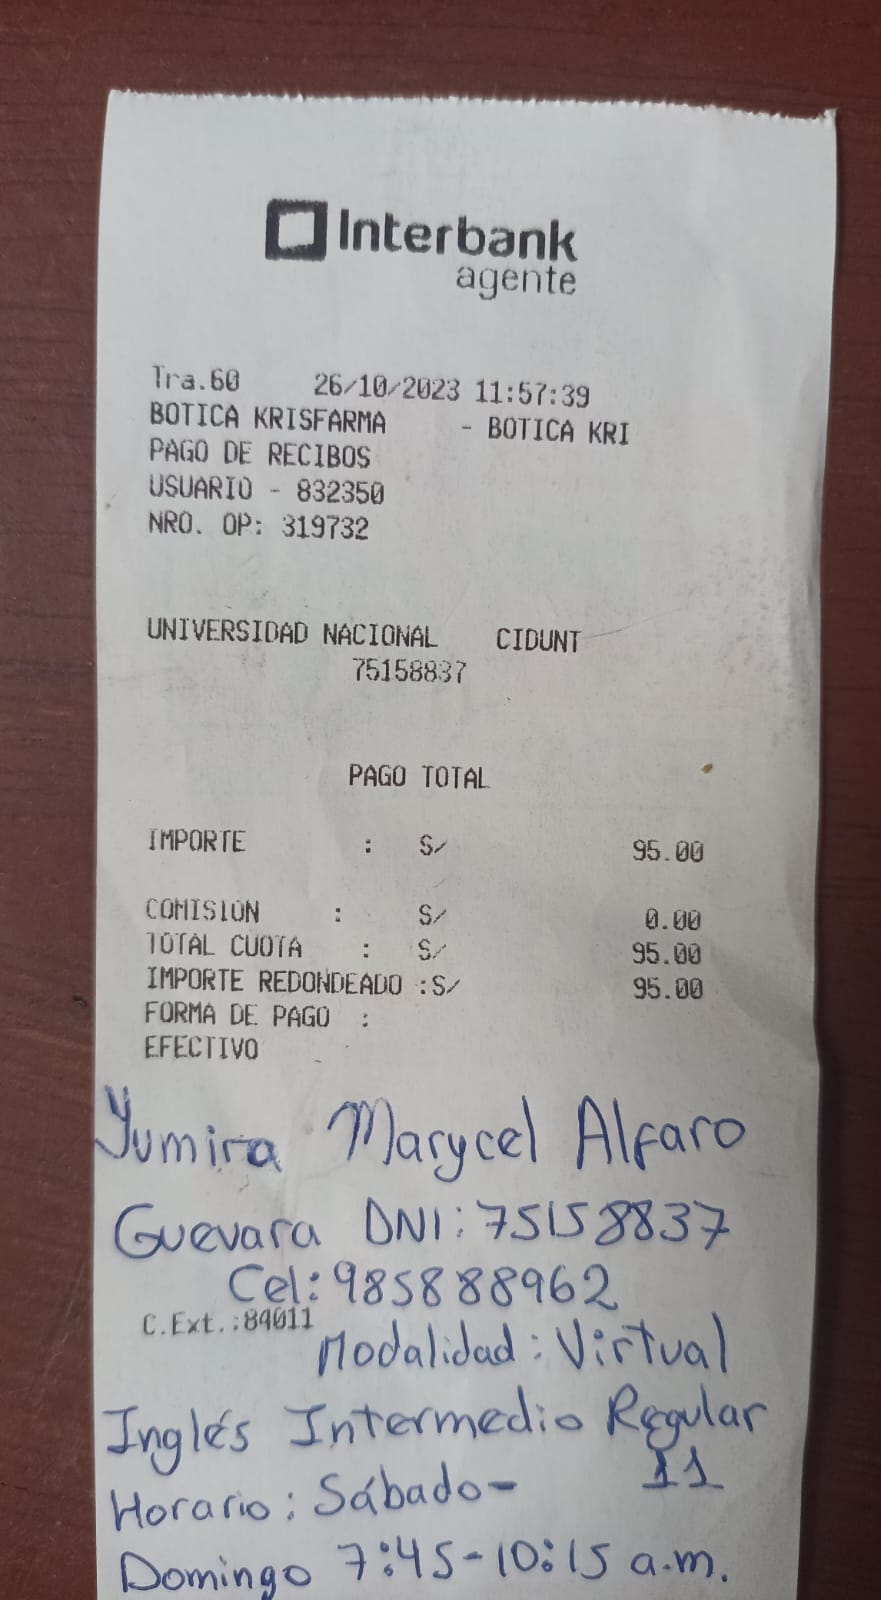 Interbank
agente
Tra.60 26/10/2023 11:57:39
BOTICA KRISFARMA - BOTICA KRI
PAGO DE RECIBOS
USUARIO - 832350
NRO. OP: 319732
UNIVERSIDAD NACIONAL CIDUNT
75158837
PAGO TOTAL
IMPORTE : S/ 95.00
COMISION : S/ 0.00
TOTAL CUOTA : S/ 95.00
IMPORTE REDONDEADO :S/ 95.00
FORMA DE PAGO :
EFECTIVO
Yumira Marycel Alfaro
Guevara DNI: 75158837
Cel: 985888962
C.Ext.:84011
Modalidad: Virtual
Inglés Intermedio Regular
11
Horario: Sábado-
Domingo 7:45-10:15 a.m.